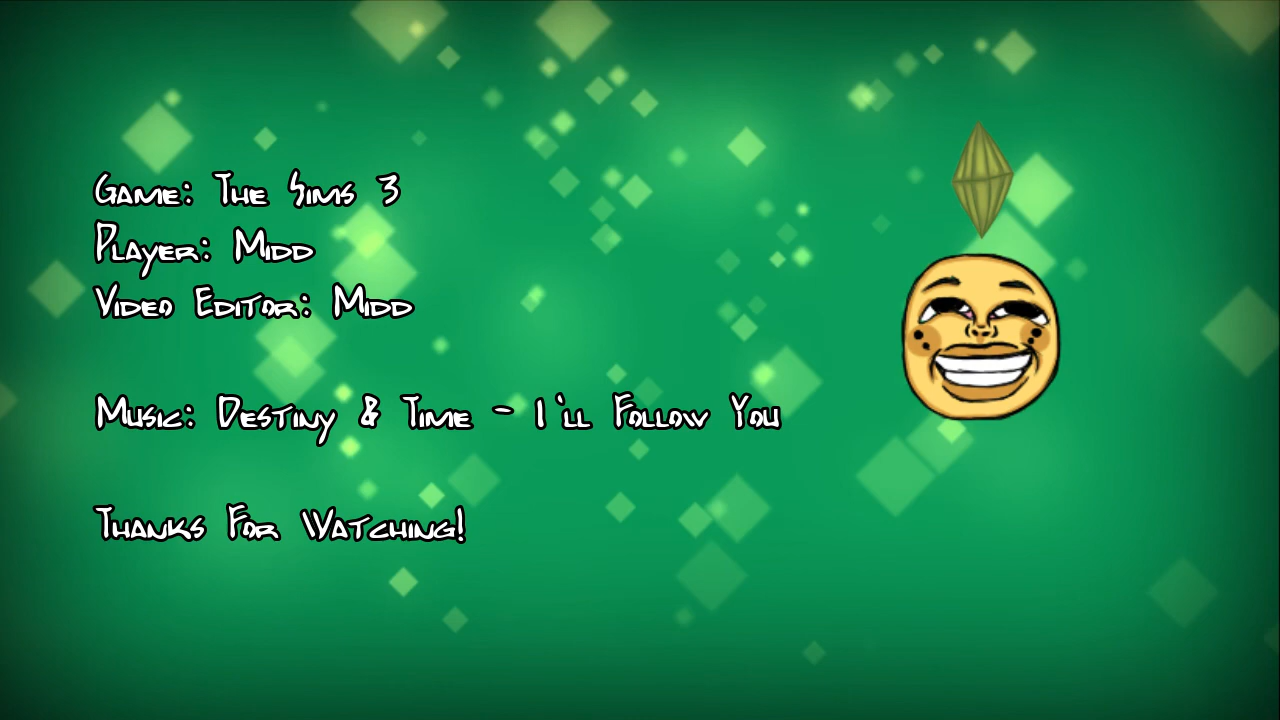 Game: The Sims 3
Player: Midd
Video Editor: Midd
Music: Destiny & Time - I'll Follow You
Thanks For Watching!